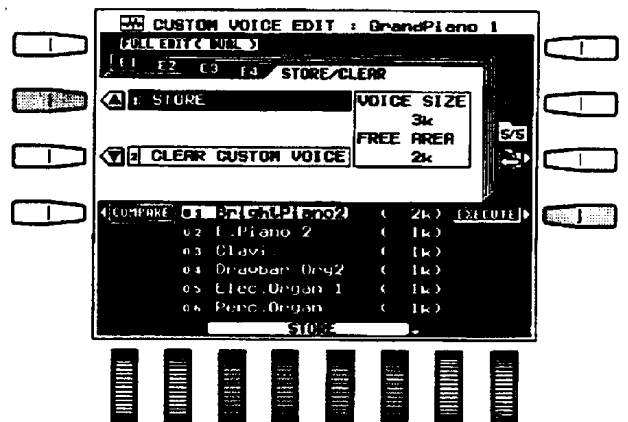 CUSTOM VOICE EDIT : GrandPiano 1
FULL EDIT( DUAL )
E1 E2 E3 E4 STORE/CLEAR
1 STORE
VOICE SIZE
3k
FREE AREA
2k
5/5
2 CLEAR CUSTOM VOICE
COMPARE 01 BrightPiano2 ( 2k) EXECUTE
02 E.Piano 2 ( 1k)
03 Clavi. ( 1k)
04 Drawbar Org2 ( 1k)
05 Elec.Organ 1 ( 1k)
06 Perc.Organ ( 1k)
STORE